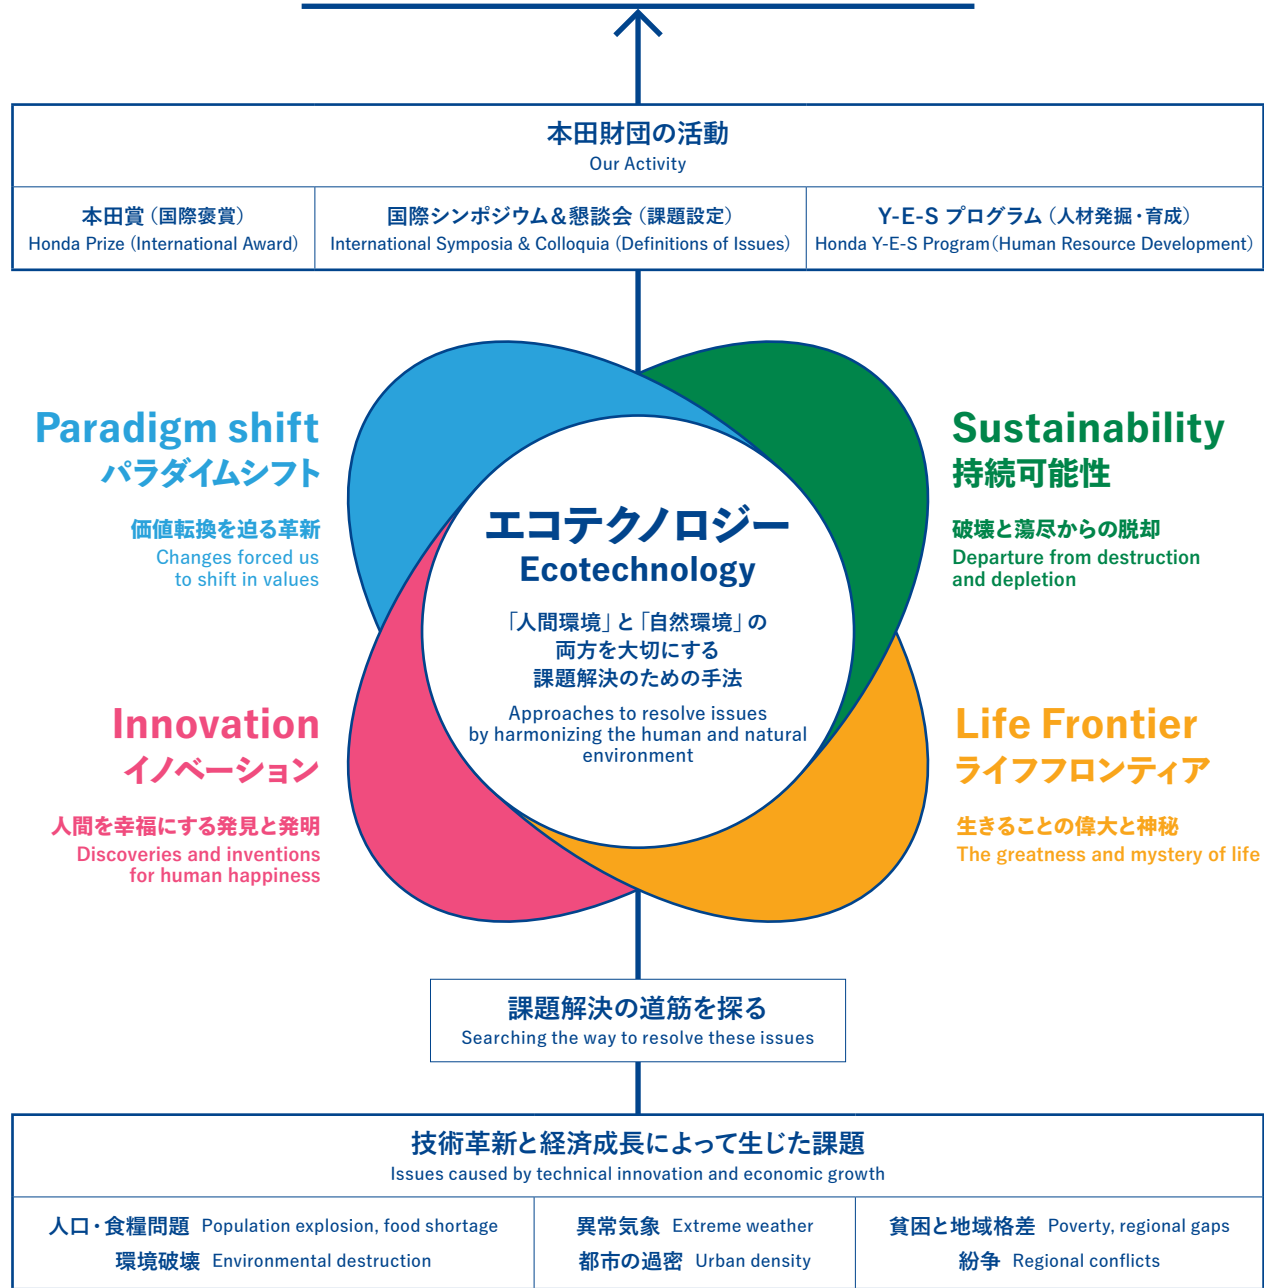 本田財団の活動
Our Activity
本田賞（国際褒賞）
Honda Prize (International Award)
国際シンポジウム＆懇談会（課題設定）
International Symposia & Colloquia (Definitions of Issues)
Y-E-S プログラム（人材発掘・育成）
Honda Y-E-S Program(Human Resource Development)
Paradigm shift
パラダイムシフト
価値転換を迫る革新
Changes forced us
to shift in values
Sustainability
持続可能性
破壊と蕩尽からの脱却
Departure from destruction
and depletion
エコテクノロジー
Ecotechnology
「人間環境」と「自然環境」の
両方を大切にする
課題解決のための手法
Approaches to resolve issues
by harmonizing the human and natural
environment
Innovation
イノベーション
人間を幸福にする発見と発明
Discoveries and inventions
for human happiness
Life Frontier
ライフフロンティア
生きることの偉大と神秘
The greatness and mystery of life
課題解決の道筋を探る
Searching the way to resolve these issues
技術革新と経済成長によって生じた課題
Issues caused by technical innovation and economic growth
人口・食糧問題 Population explosion, food shortage
環境破壊 Environmental destruction
異常気象 Extreme weather
都市の過密 Urban density
貧困と地域格差 Poverty, regional gaps
紛争 Regional conflicts